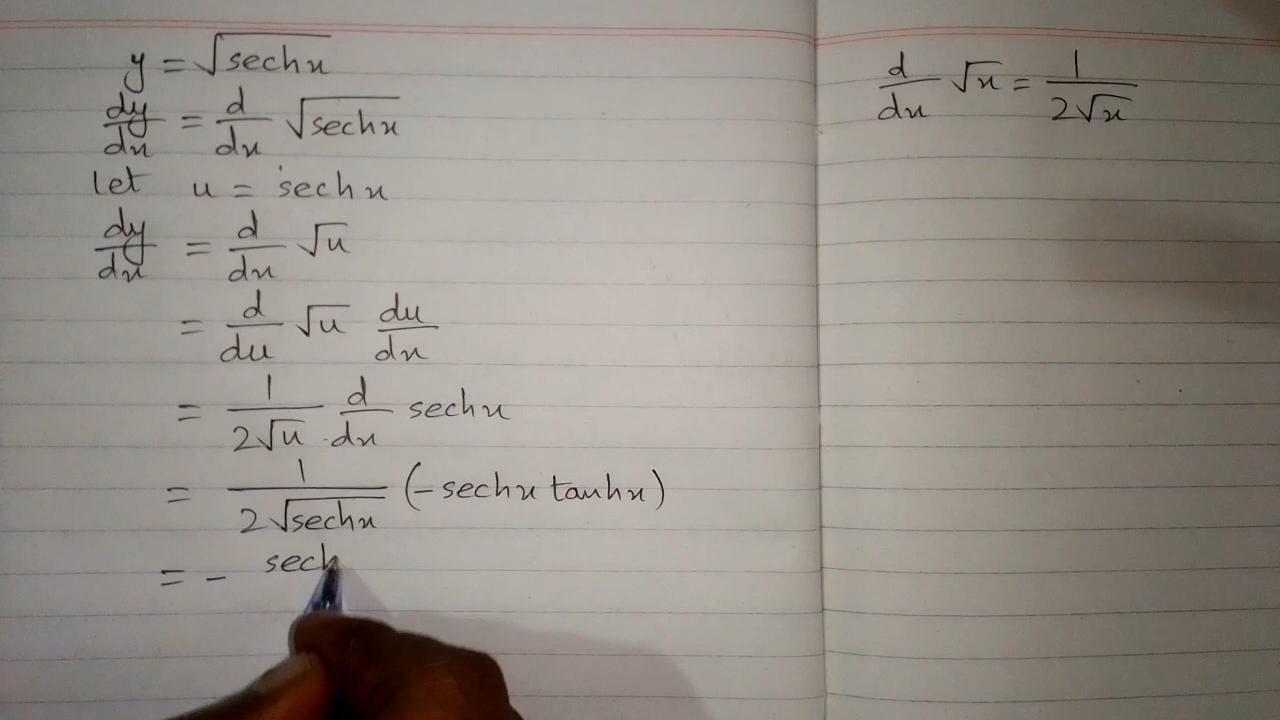 y = √sechx
dy/dx = d/dx √sechx
let u = sechx
dy/dx = d/dx √u
= d/du √u du/dx
= 1/2√u . d/dx sechx
= 1/2√sechx (-sechx tanhx)
= - sech
d/dx √x = 1/2√x